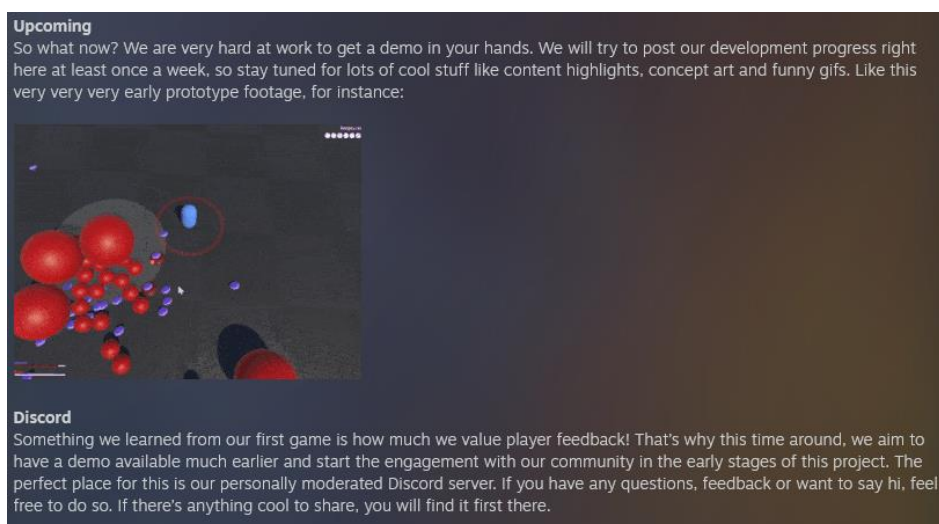 Upcoming
So what now? We are very hard at work to get a demo in your hands. We will try to post our development progress right
here at least once a week, so stay tuned for lots of cool stuff like content highlights, concept art and funny gifs. Like this
very very very early prototype footage, for instance:
Discord
Something we learned from our first game is how much we value player feedback! That's why this time around, we aim to
have a demo available much earlier and start the engagement with our community in the early stages of this project. The
perfect place for this is our personally moderated Discord server. If you have any questions, feedback or want to say hi, feel
free to do so. If there's anything cool to share, you will find it first there.